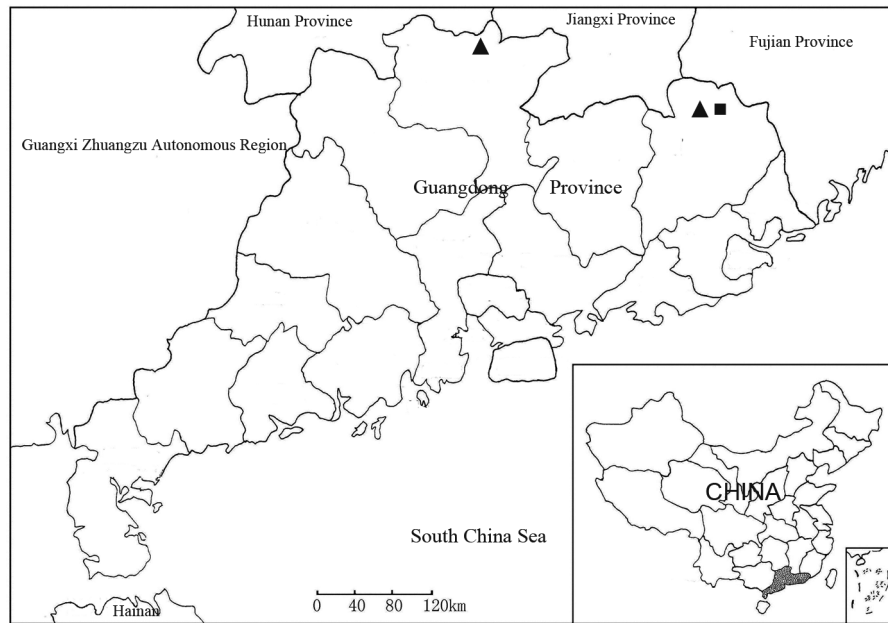 Hunan Province
Jiangxi Province
Fujian Province
Guangxi Zhuangzu Autonomous Region
Guangdong Province
CHINA
South China Sea
0 40 80 120km
Hainan